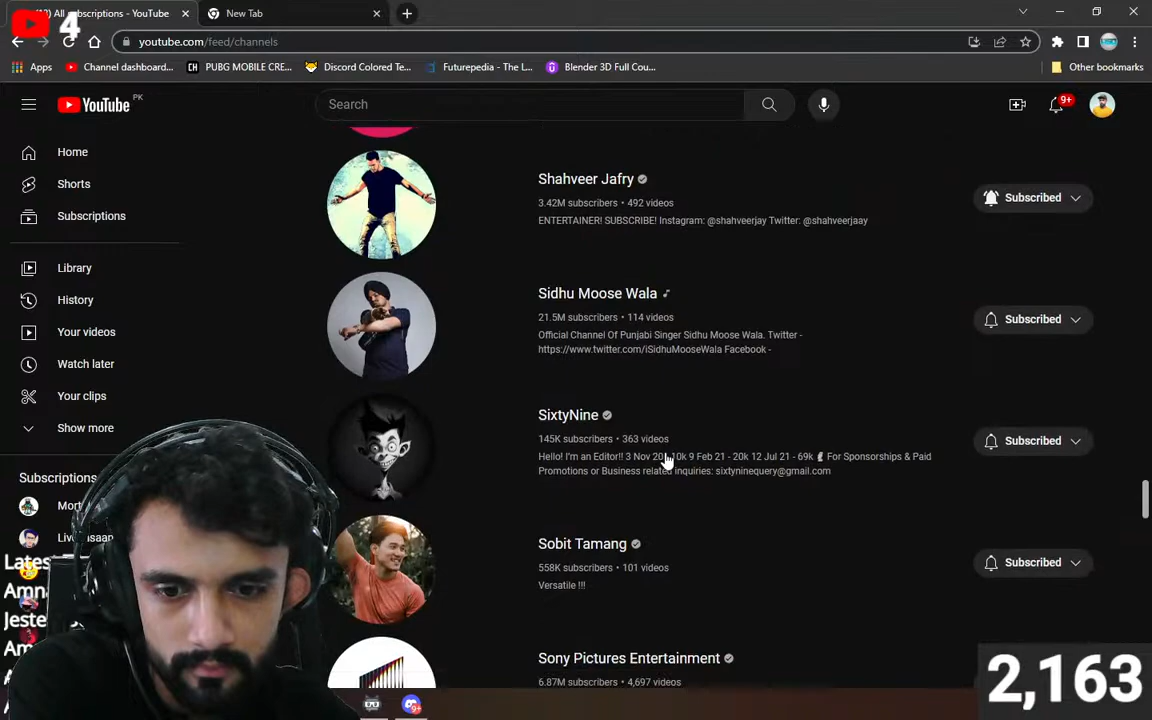 4
All subscriptions - YouTube
New Tab
youtube.com/feed/channels
Apps
Channel dashboard...
PUBG MOBILE CRE...
Discord Colored Te...
Futurepedia - The L...
Blender 3D Full Cou...
Other bookmarks
YouTube PK
Search
9+
Home
Shorts
Subscriptions
Library
History
Your videos
Watch later
Your clips
Show more
Subscriptions
Shahveer Jafry
3.42M subscribers • 492 videos
ENTERTAINER! SUBSCRIBE! Instagram: @shahveerjay Twitter: @shahveerjaay
Subscribed
Sidhu Moose Wala
21.5M subscribers • 114 videos
Official Channel Of Punjabi Singer Sidhu Moose Wala. Twitter -
https://www.twitter.com/iSidhuMooseWala Facebook -
Subscribed
SixtyNine
145K subscribers • 363 videos
Hello! I'm an Editor!! 3 Nov 10k 9 Feb 21 - 20k 12 Jul 21 - 69k For Sponsorships & Paid
Promotions or Business related inquiries: sixtyninequery@gmail.com
Subscribed
Sobit Tamang
558K subscribers • 101 videos
Versatile !!!
Subscribed
Sony Pictures Entertainment
6.87M subscribers • 4,697 videos
2,163